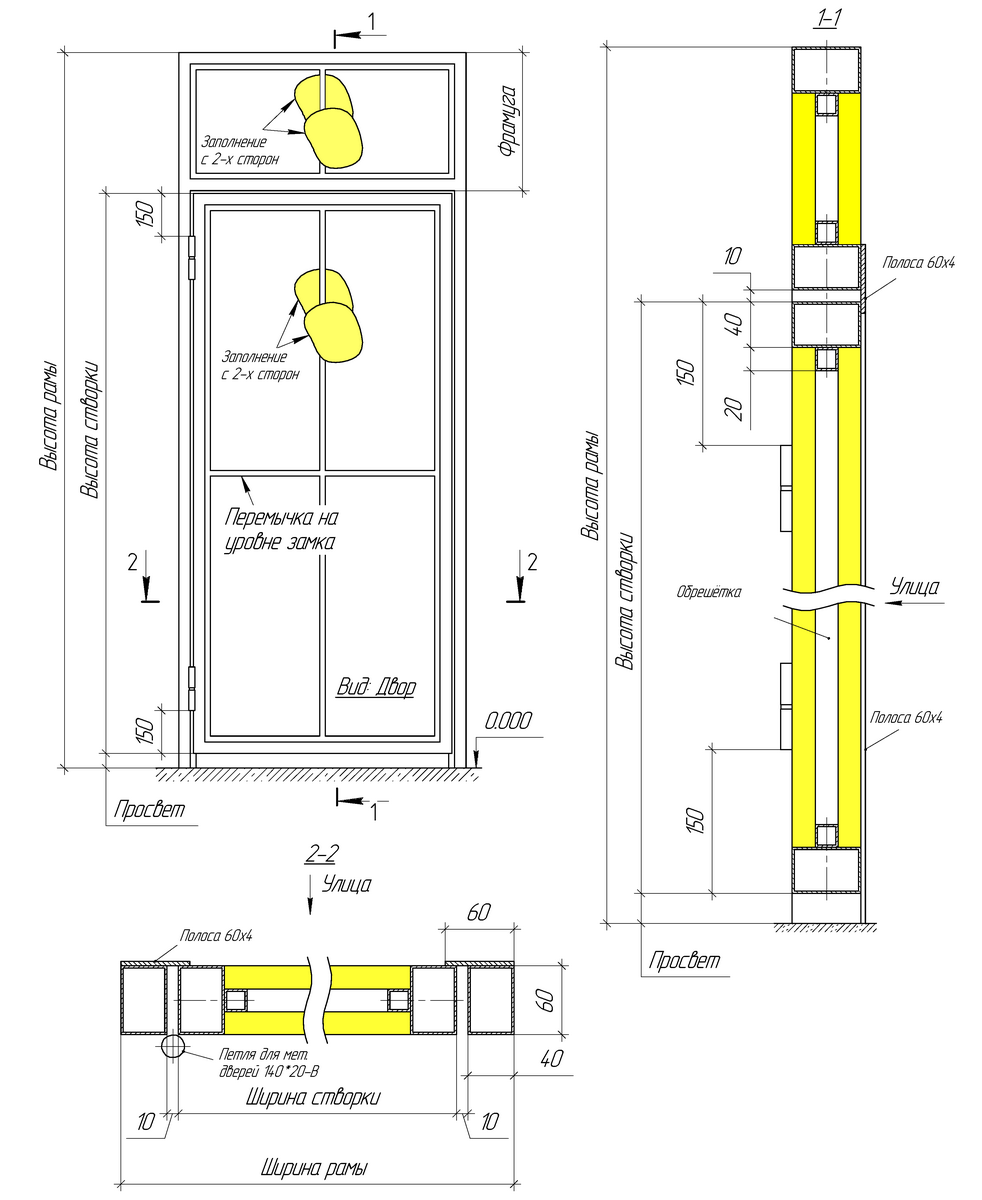 1
Заполнение
с 2-х сторон
Фрамуга
150
Высота рамы
Высота створки
Заполнение
с 2-х сторон
Перемычка на
уровне замка
2
2
Вид: Двор
150
0.000
Просвет
1
1-1
Полоса 60х4
10
40
20
150
Высота рамы
Высота створки
Обрешётка
Улица
Полоса 60х4
150
Просвет
2-2
Улица
Полоса 60х4
60
60
Петля для мет.
дверей 140*20-В
40
Ширина створки
10
10
Ширина рамы